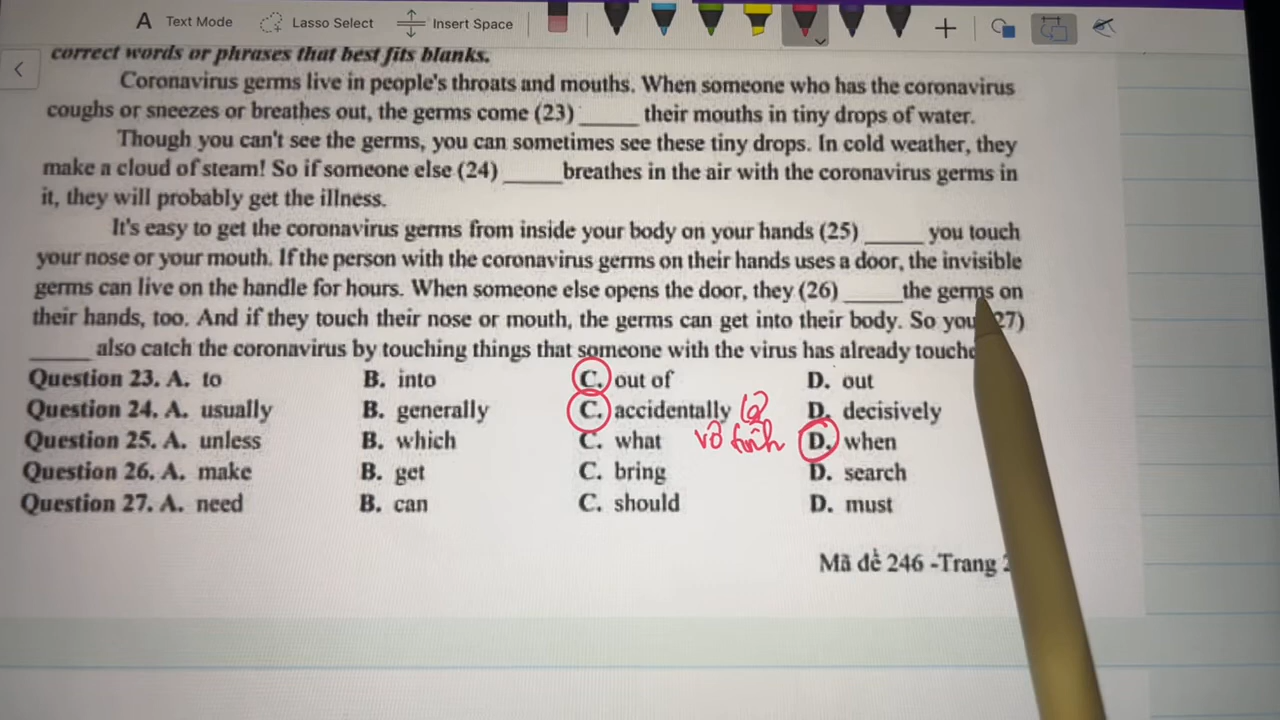 A Text Mode Lasso Select Insert Space
correct words or phrases that best fits blanks.
Coronavirus germs live in people's throats and mouths. When someone who has the coronavirus
coughs or sneezes or breathes out, the germs come (23) _____ their mouths in tiny drops of water.
Though you can't see the germs, you can sometimes see these tiny drops. In cold weather, they
make a cloud of steam! So if someone else (24) _____ breathes in the air with the coronavirus germs in
it, they will probably get the illness.
It's easy to get the coronavirus germs from inside your body on your hands (25) _____ you touch
your nose or your mouth. If the person with the coronavirus germs on their hands uses a door, the invisible
germs can live on the handle for hours. When someone else opens the door, they (26) _____ the germs on
their hands, too. And if they touch their nose or mouth, the germs can get into their body. So you 27)
_____ also catch the coronavirus by touching things that someone with the virus has already
Question 23. A. to B. into C. out of D. out
Question 24. A. usually B. generally C. accidentally D. decisively
Question 25. A. unless B. which C. what vô tình D. when
Question 26. A. make B. get C. bring D. search
Question 27. A. need B. can C. should D. must
Mã đề 246 -Trang